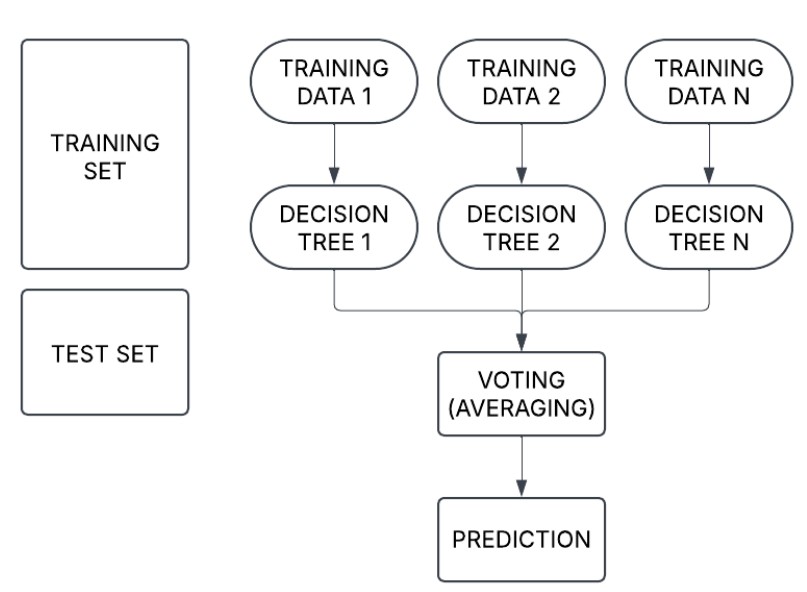 TRAINING
SET
TEST SET
TRAINING
DATA 1
TRAINING
DATA 2
TRAINING
DATA N
DECISION
TREE 1
DECISION
TREE 2
DECISION
TREE N
VOTING
(AVERAGING)
PREDICTION